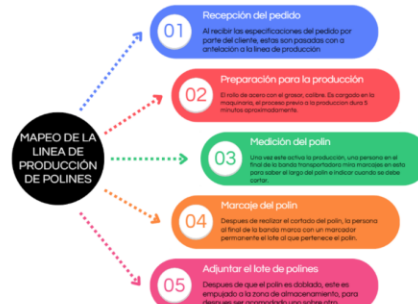 MAPEO DE LA
LINEA DE
PRODUCCIÓN
DE POLINES
01
Recepción del pedido
Al recibir las especificaciones del pedido por
parte del cliente, estas son pasadas con a
antelación a la linea de producción
02
Preparación para la producción
El rollo de acero con el grosor, calibre. Es cargado en la
maquinaria, el proceso previo a la produccion dura 5
minutos aproximadamente.
03
Medición del polin
Una vez este activa la producción, una persona en el
final de la banda transportadora mira marcajes en esta
para saber el largo del polin e indicar cuando se debe
cortar.
04
Marcaje del polin
Despues de realizar el cortado del polin, la persona
al final de la banda marca con un marcador
permanente el lote al que pertenece el polin.
05
Adjuntar el lote de polines
Despues de que el polin es doblado, este es
empujado a la zona de almacenamiento, para
despues ser acomodado uno sobre otro